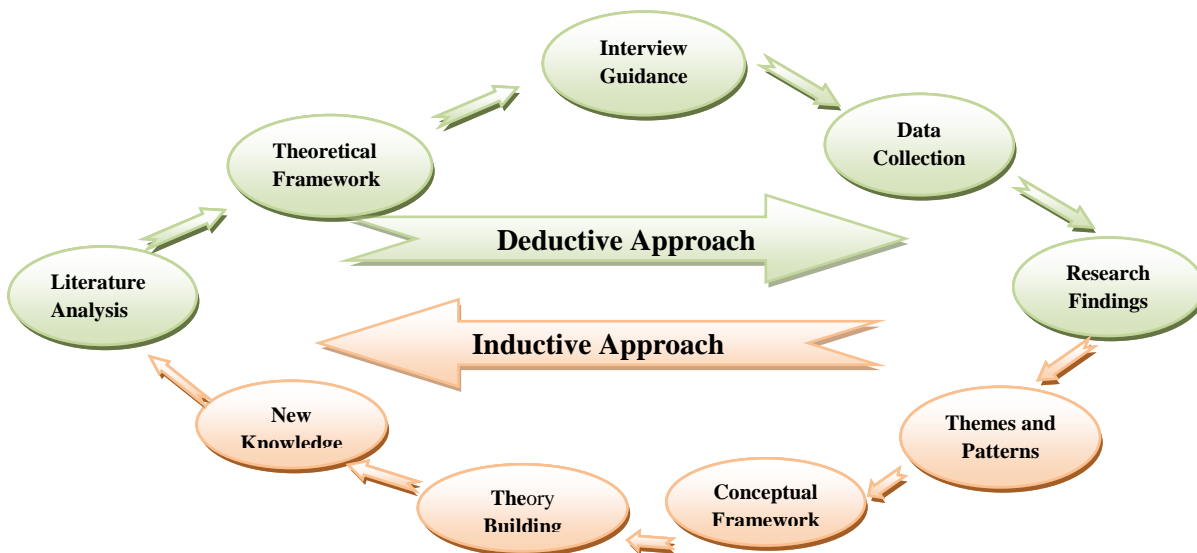 Interview
Guidance
Theoretical
Framework
Data
Collection
Deductive Approach
Literature
Analysis
Research
Findings
Inductive Approach
New
Knowledge
Themes and
Patterns
Theory
Building
Conceptual
Framework